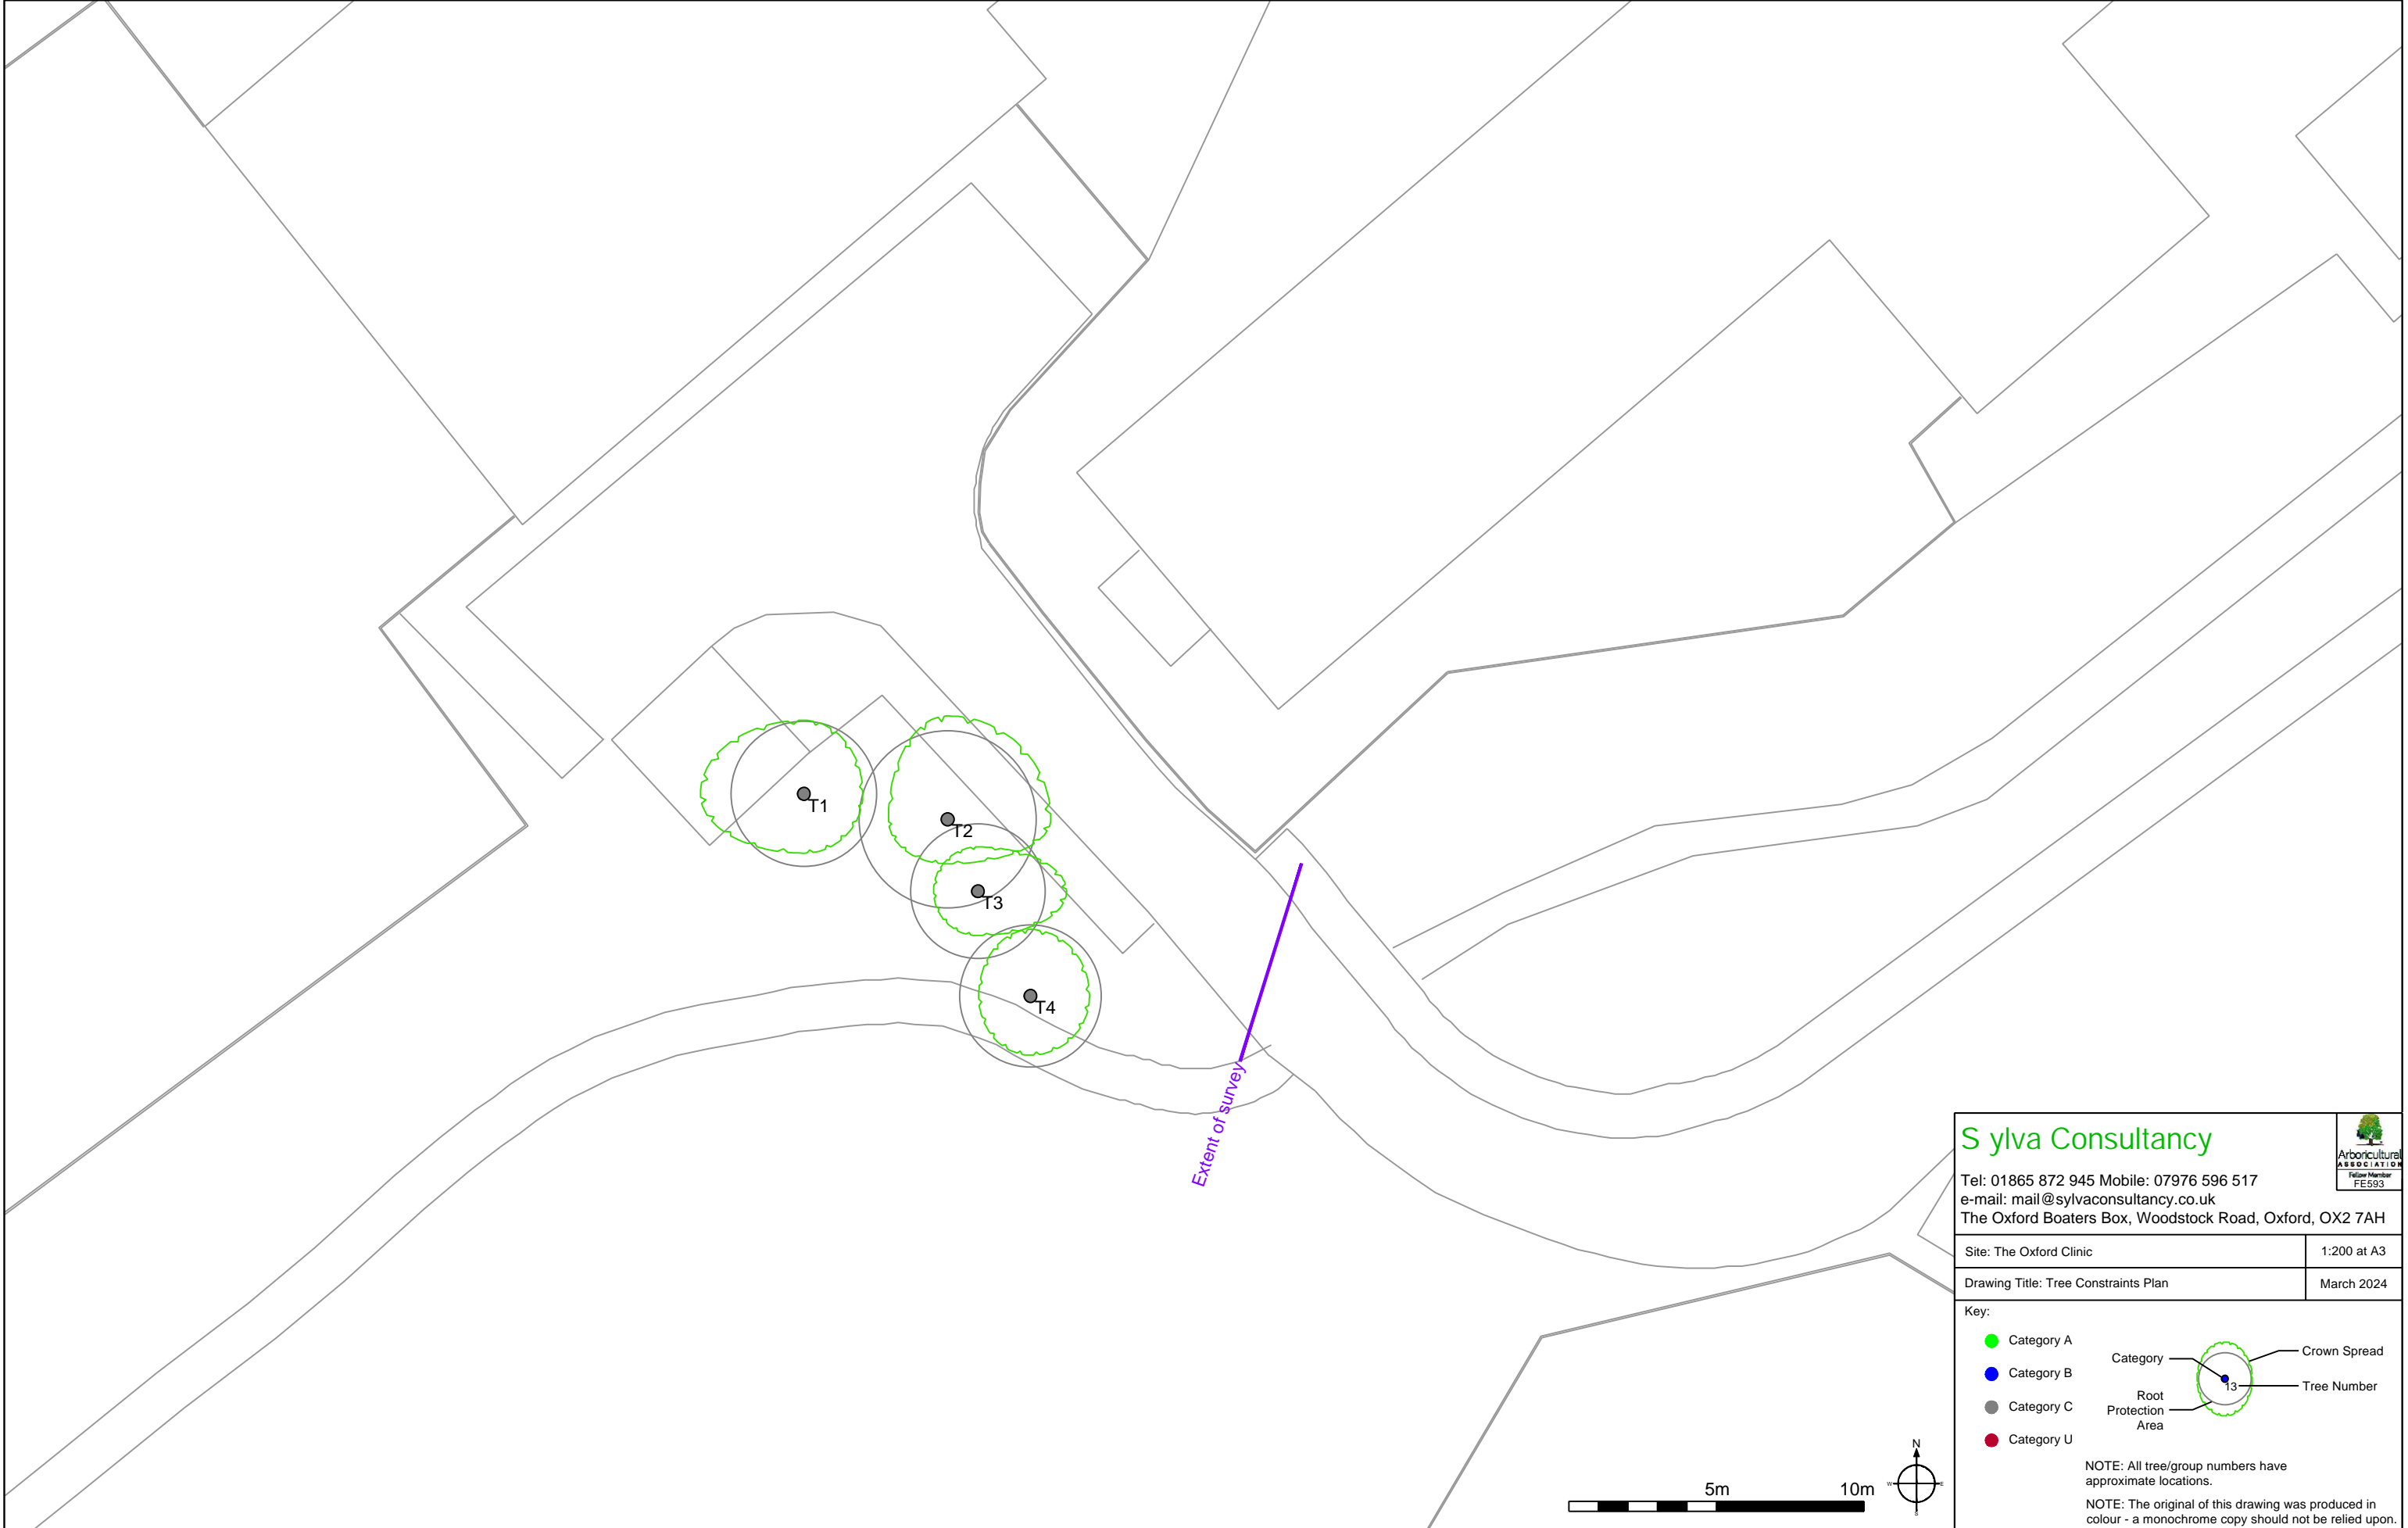 T1
T2
T3
T4
Extent of survey
S ylva Consultancy
Arboricultural
ASSOCIATION
Fellow Member
FE593
Tel: 01865 872 945 Mobile: 07976 596 517
e-mail: mail@sylvaconsultancy.co.uk
The Oxford Boaters Box, Woodstock Road, Oxford, OX2 7AH
Site: The Oxford Clinic
1:200 at A3
Drawing Title: Tree Constraints Plan
March 2024
Key:
Category A
Category B
Category C
Category U
Category
Root
Protection
Area
13
Crown Spread
Tree Number
NOTE: All tree/group numbers have
approximate locations.
NOTE: The original of this drawing was produced in
colour - a monochrome copy should not be relied upon.
5m
10m
N
W
E
S